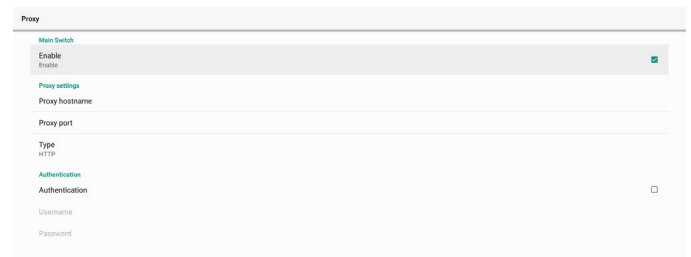 Proxy
Main Switch
Enable
Enable
Proxy settings
Proxy hostname
Proxy port
Type
HTTP
Authentication
Authentication
Username
Password